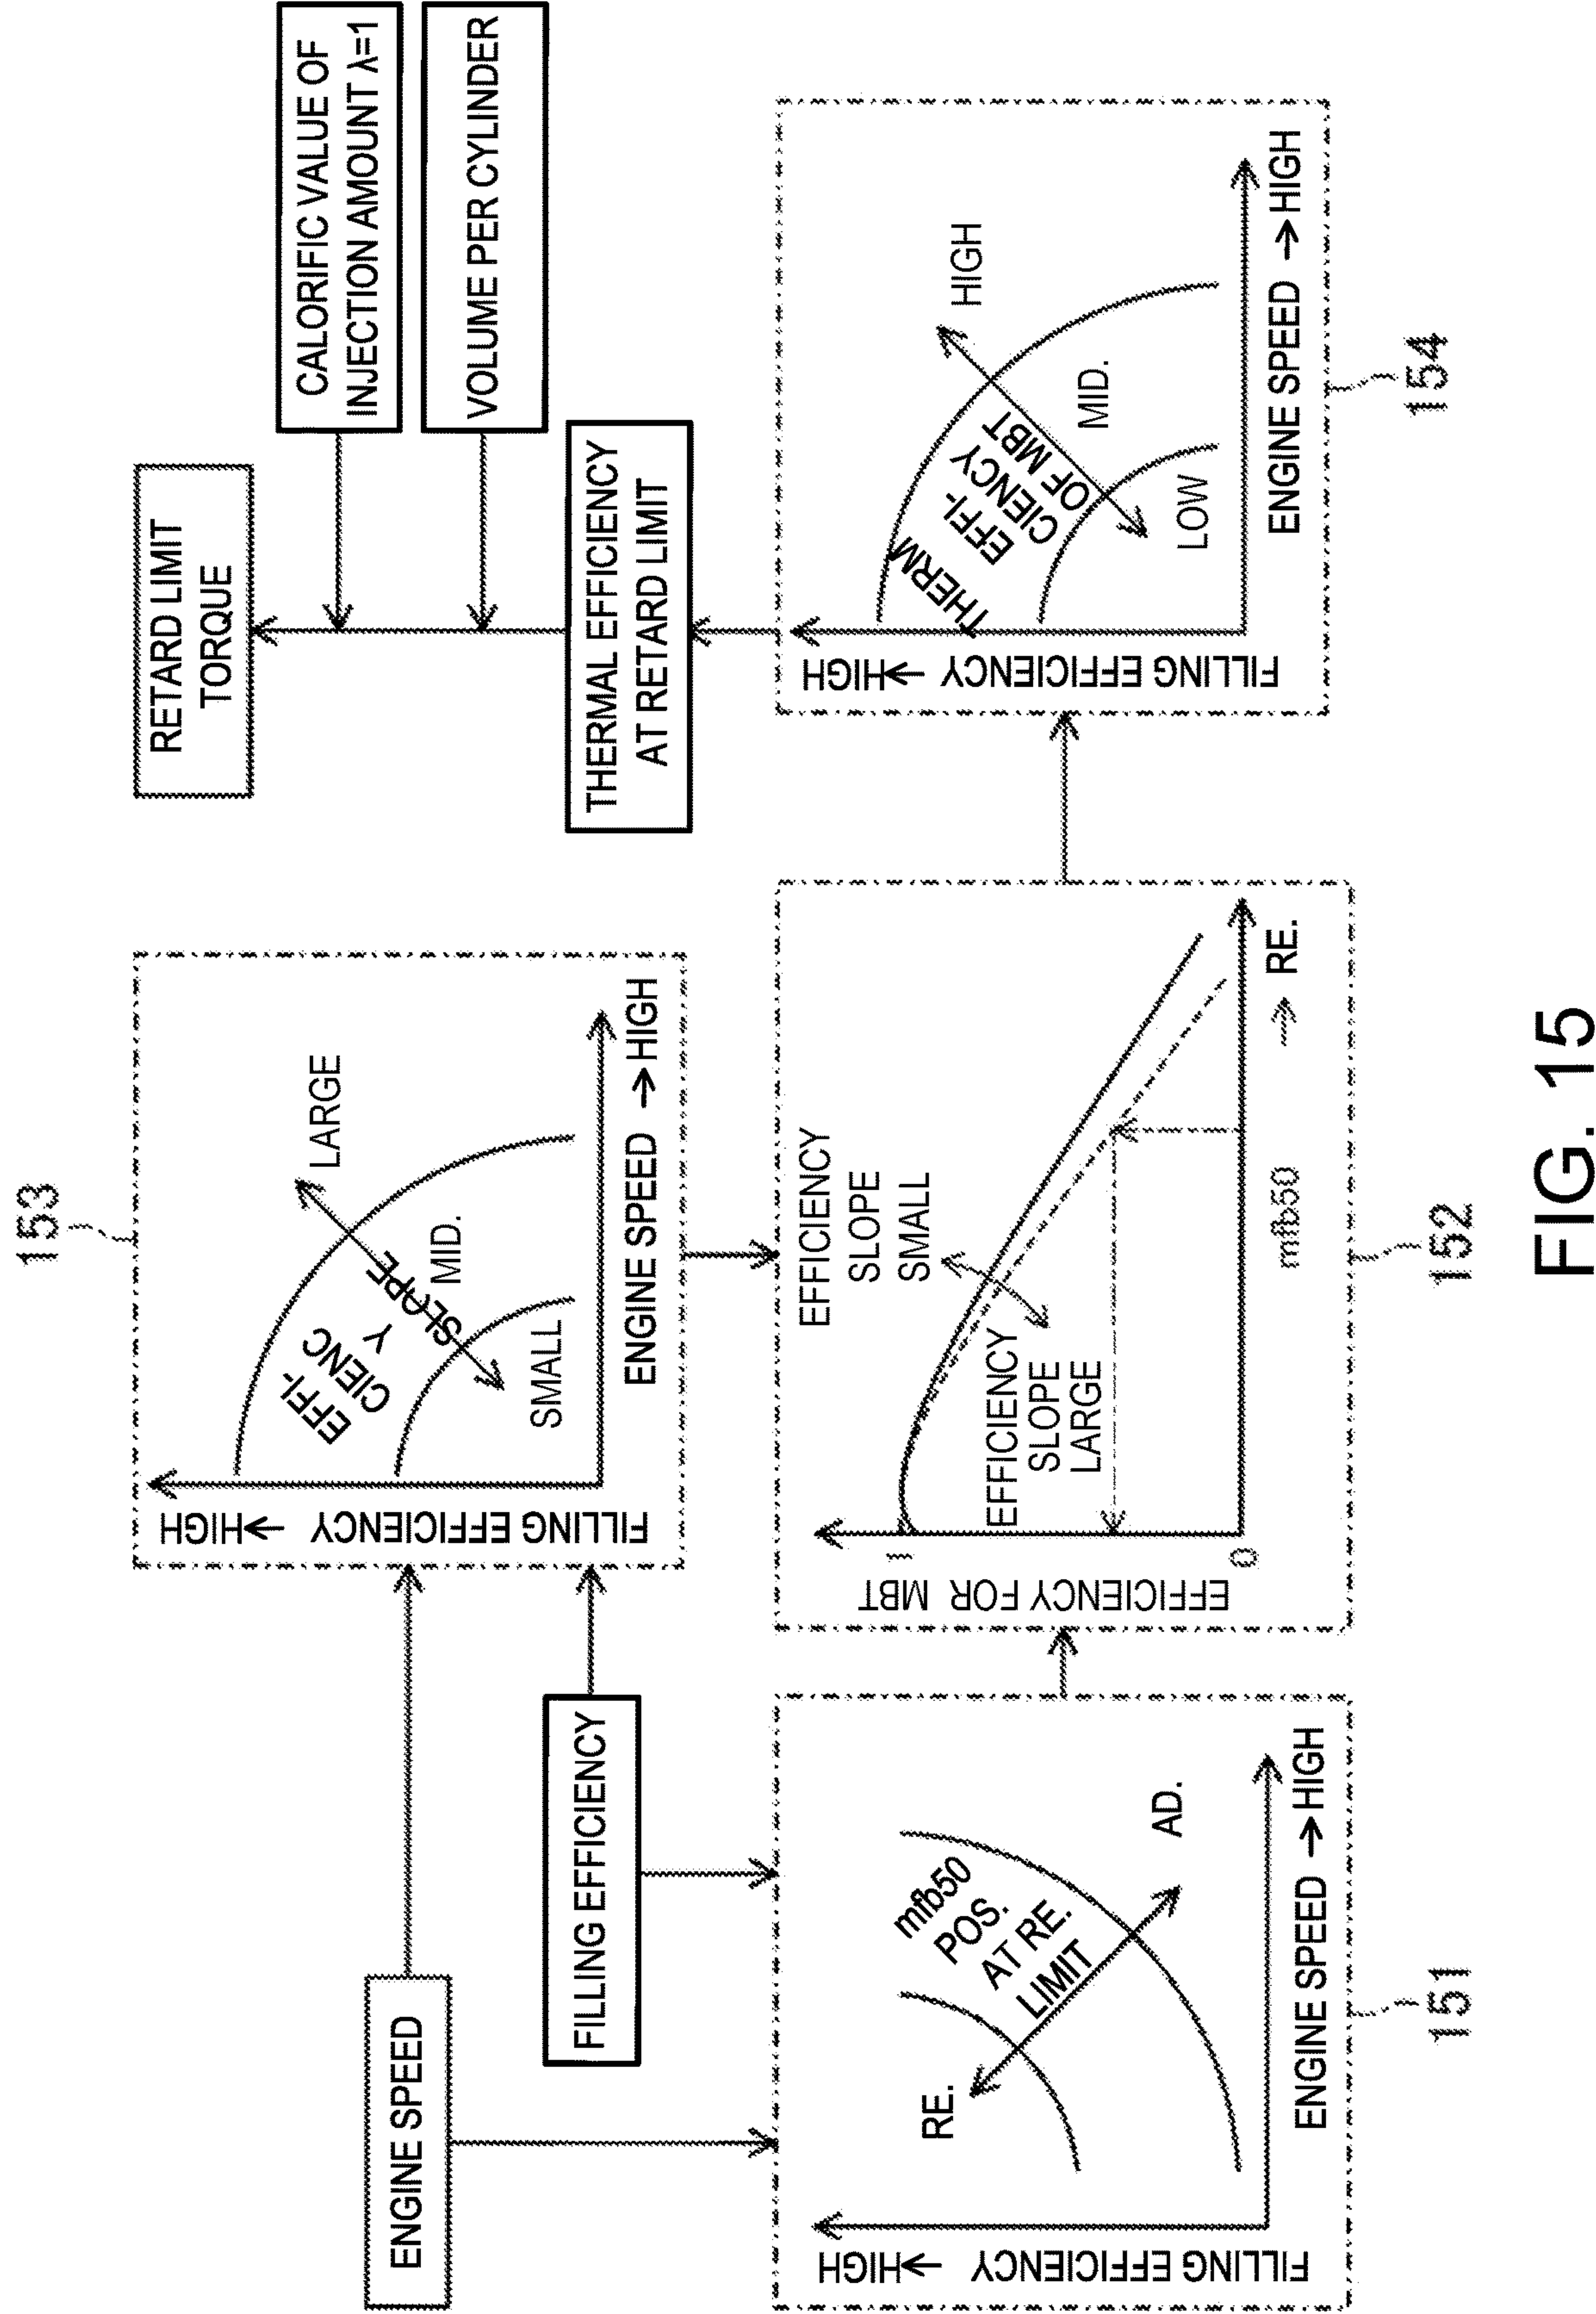 ENGINE SPEED
FILLING EFFICIENCY
153
FILLING EFFICIENCY → HIGH
EFFI-
CIENC
Y
SLOPE
LARGE
MID.
SMALL
ENGINE SPEED → HIGH
RETARD LIMIT
TORQUE
CALORIFIC VALUE OF
INJECTION AMOUNT λ=1
VOLUME PER CYLINDER
THERMAL EFFICIENCY
AT RETARD LIMIT
FILLING EFFICIENCY → HIGH
RE.
mfb50
POS.
AT RE.
LIMIT
AD.
ENGINE SPEED → HIGH
151
EFFICIENCY FOR MBT
1
0
EFFICIENCY
SLOPE
SMALL
EFFICIENCY
SLOPE
LARGE
mfb50
→ RE.
152
FILLING EFFICIENCY → HIGH
THERM
EFFI-
CIENCY
OF MBT
HIGH
MID.
LOW
ENGINE SPEED → HIGH
154
FIG. 15